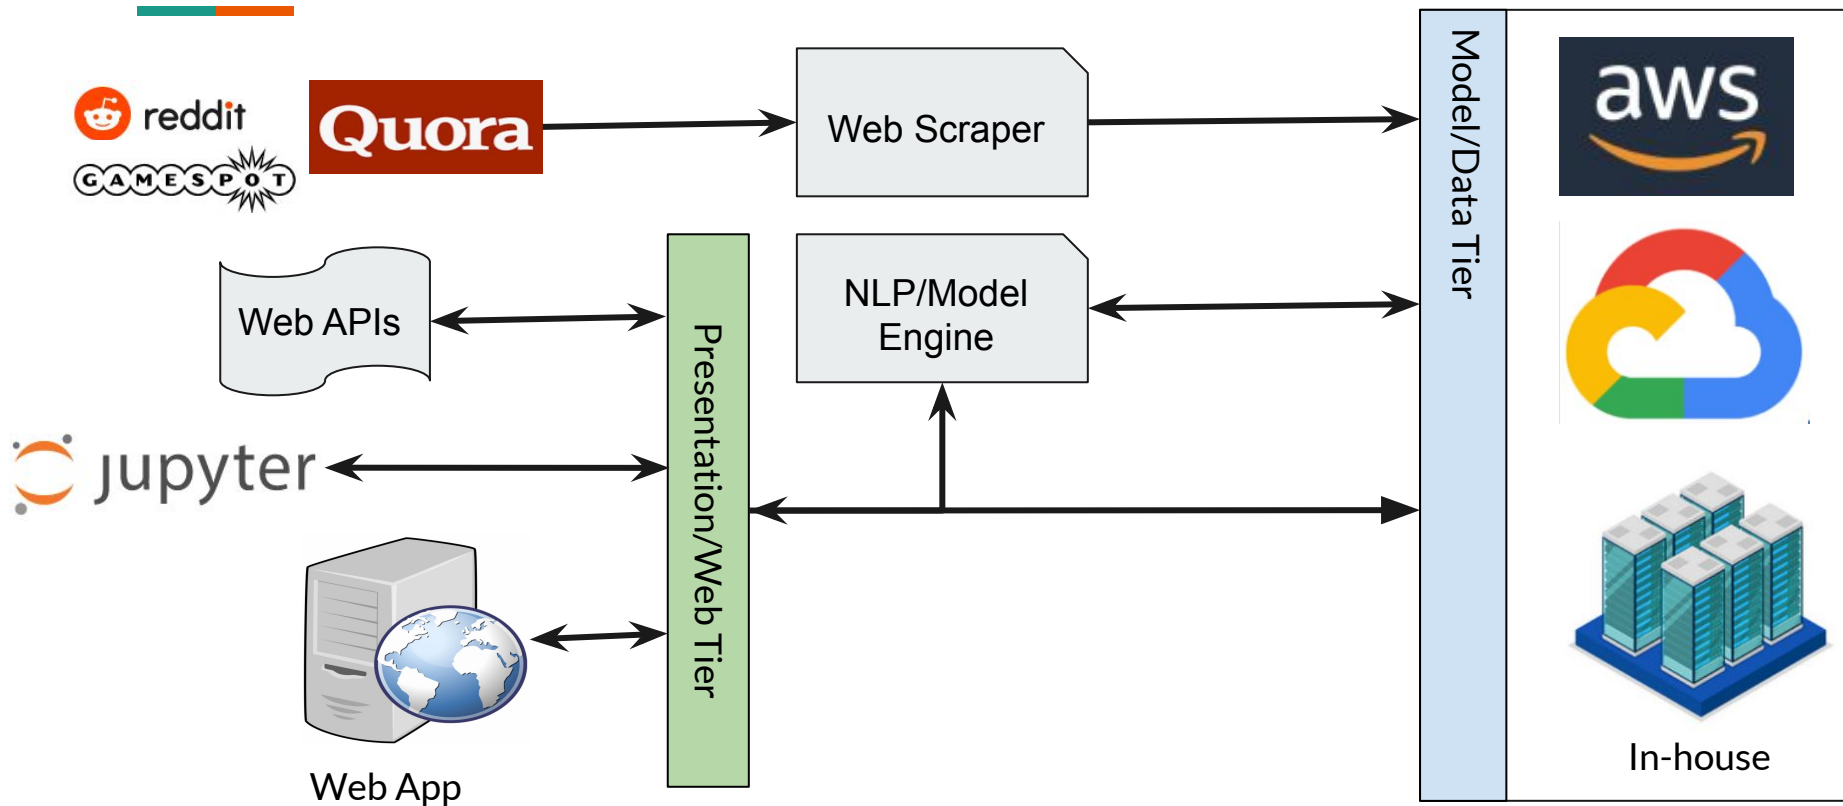 reddit
GAMESPOT
Quora
Web Scraper
Model/Data Tier
aws
Web APIs
Presentation/Web Tier
NLP/Model
Engine
jupyter
Web App
In-house